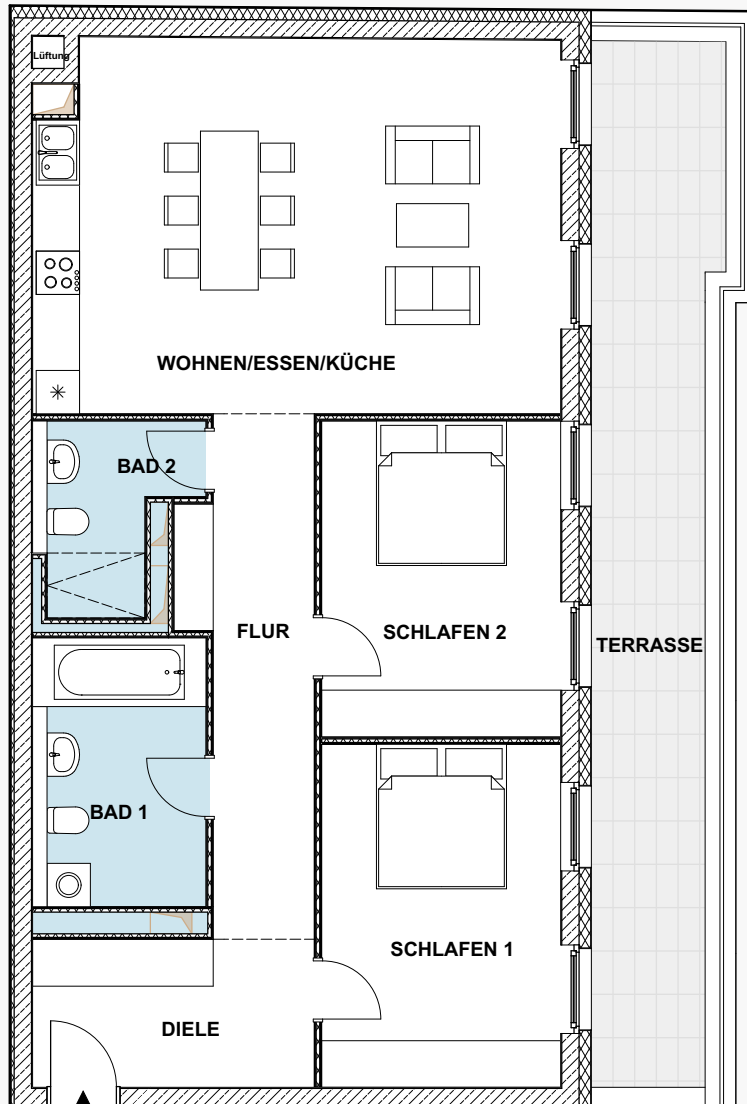 Lüftung
WOHNEN/ESSEN/KÜCHE
BAD 2
FLUR
SCHLAFEN 2
TERRASSE
BAD 1
SCHLAFEN 1
DIELE